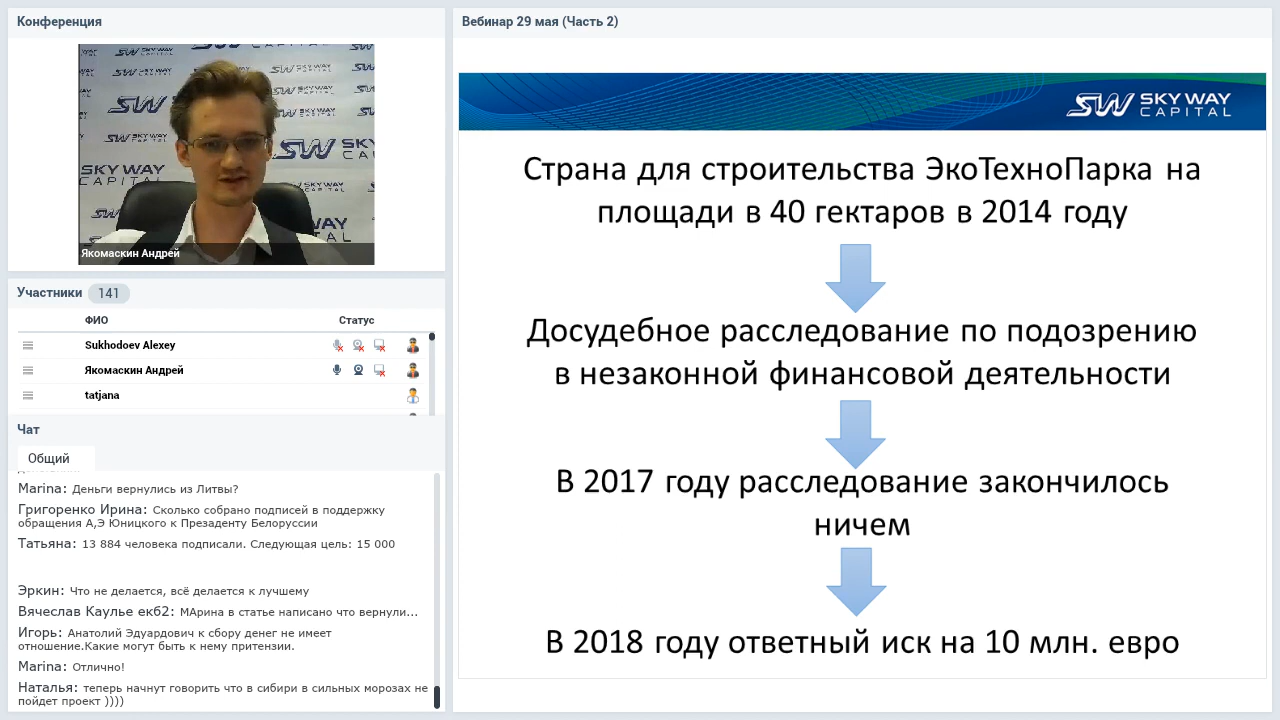 Конференция
SKY WAY
CAPITAL
Якомаскин Андрей
Участники 141
ФИО Статус
Sukhodoev Alexey
Якомаскин Андрей
tatjana
Чат
Общий
Marina: Деньги вернулись из Литвы?
Григоренко Ирина: Сколько собрано подписей в поддержку
обращения А,Э Юницкого к Президенту Белоруссии
Татьяна: 13 884 человека подписали. Следующая цель: 15 000
Эркин: Что не делается, всё делается к лучшему
Вячеслав Каулье екб2: МАрина в статье написано что вернули...
Игорь: Анатолий Эдуардович к сбору денег не имеет
отношение.Какие могут быть к нему притензии.
Marina: Отлично!
Наталья: теперь начнут говорить что в сибири в сильных морозах не
пойдет проект ))))
Вебинар 29 мая (Часть 2)
SW SKY WAY
CAPITAL
Страна для строительства ЭкоТехноПарка на
площади в 40 гектаров в 2014 году
Досудебное расследование по подозрению
в незаконной финансовой деятельности
В 2017 году расследование закончилось
ничем
В 2018 году ответный иск на 10 млн. евро